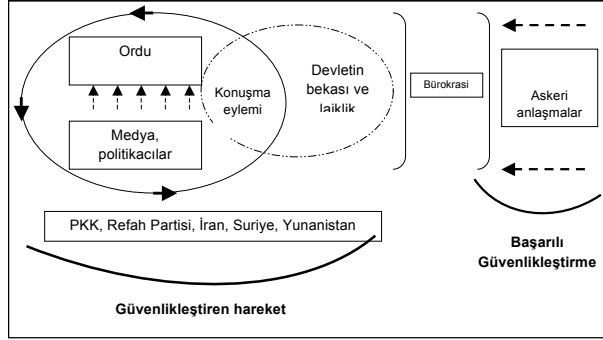 Ordu
Konuşma
eylemi
Medya,
politikacılar
Devletin
bekası ve
laiklik
Bürokrasi
Askeri
anlaşmalar
PKK, Refah Partisi, İran, Suriye, Yunanistan
Güvenlikleştiren hareket
Başarılı
Güvenlikleştirme